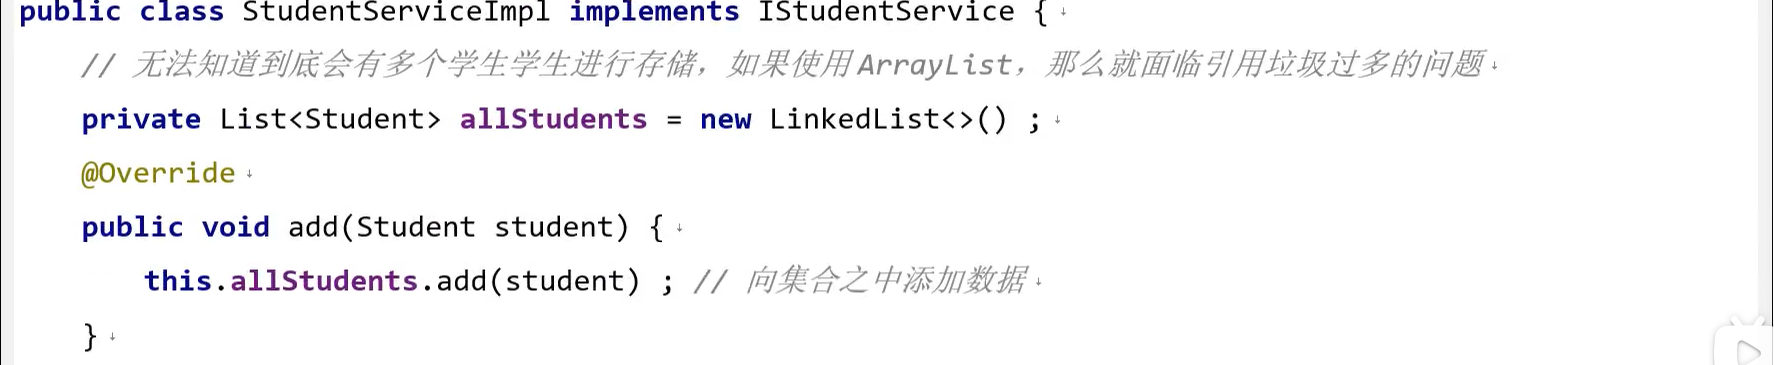 public class StudentServiceImpl implements IStudentService {↓
// 无法知道到底会有多个学生学生进行存储，如果使用ArrayList，那么就面临引用垃圾过多的问题↓
private List<Student> allStudents = new LinkedList<>() ;↓
@Override↓
public void add(Student student) {↓
this.allStudents.add(student) ; // 向集合之中添加数据↓
}↓